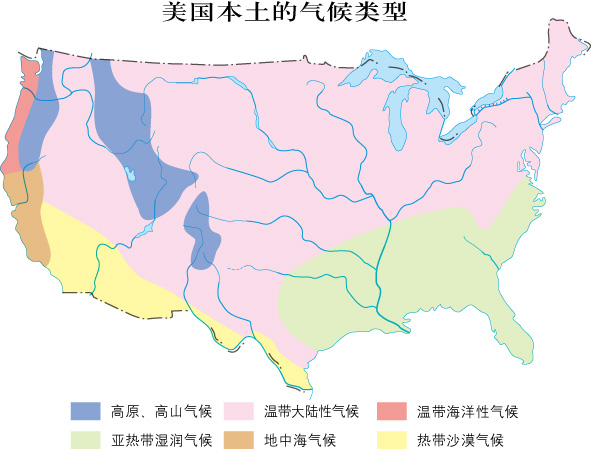 美国本土的气候类型
高原、高山气候 温带大陆性气候 温带海洋性气候
亚热带湿润气候 地中海气候 热带沙漠气候